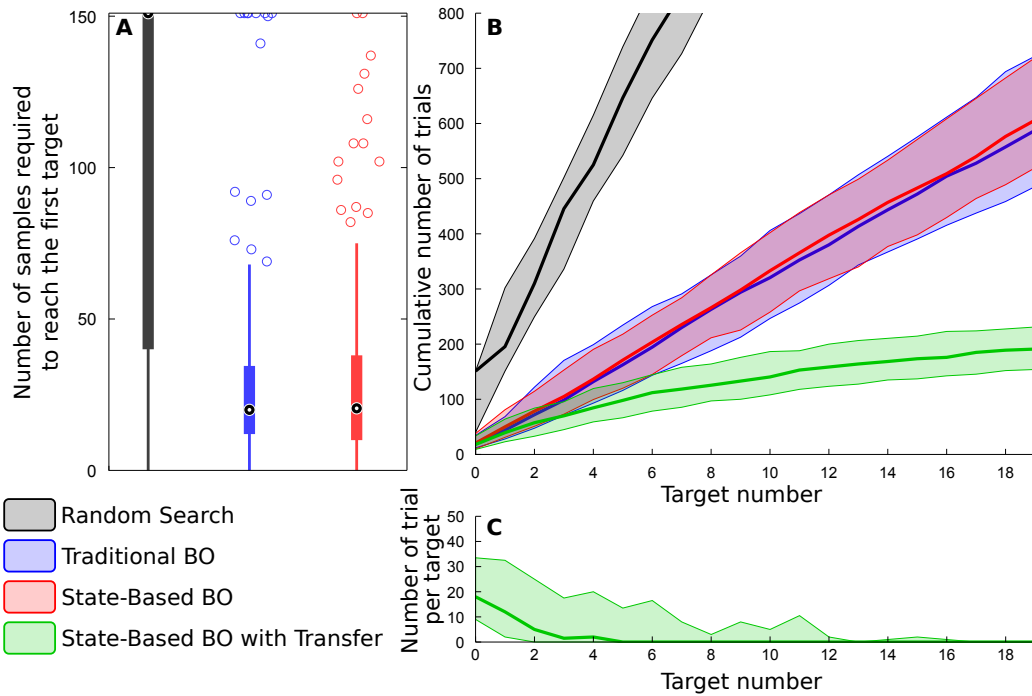 A
Number of samples required
to reach the first target
150
100
50
0
B
Cumulative number of trials
800
700
600
500
400
300
200
100
0
0 2 4 6 8 10 12 14 16 18
Target number
Random Search
Traditional BO
State-Based BO
State-Based BO with Transfer
C
Number of trial
per target
50
40
30
20
10
0
0 2 4 6 8 10 12 14 16 18
Target number